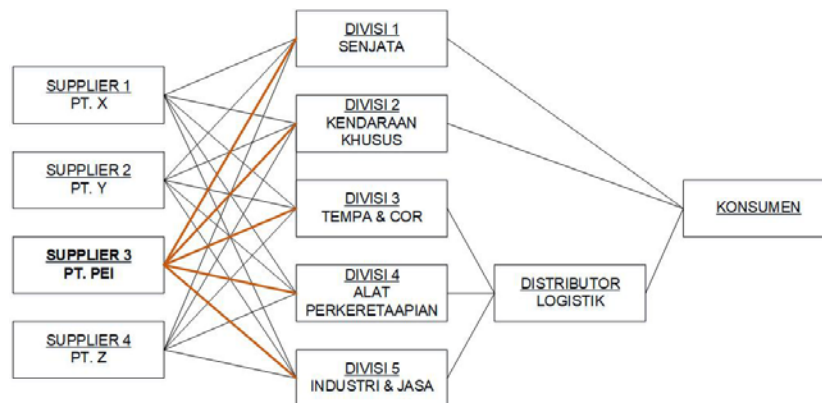 SUPPLIER 1
PT. X
SUPPLIER 2
PT. Y
SUPPLIER 3
PT. PEI
SUPPLIER 4
PT. Z
DIVISI 1
SENJATA
DIVISI 2
KENDARAAN
KHUSUS
DIVISI 3
TEMPA & COR
DIVISI 4
ALAT
PERKERETAAPIAN
DIVISI 5
INDUSTRI & JASA
DISTRIBUTOR
LOGISTIK
KONSUMEN